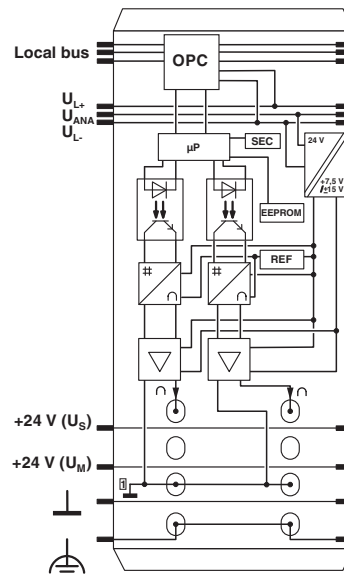 Local bus
OPC
UL+
UANA
UL-
µP
SEC
24 V
+7,5 V
±15 V
EEPROM
#
#
REF
+24 V (US)
+24 V (UM)
1